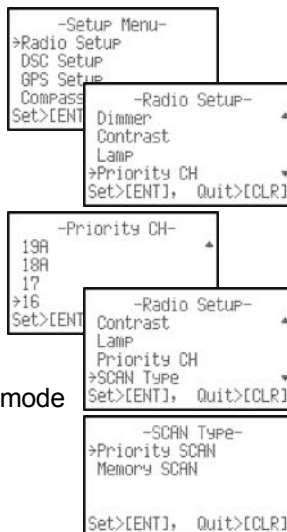 -Setup Menu-
→Radio Setup
DSC Setup
GPS Setup
Compass
Set>[ENT
-Radio Setup-
Dimmer
Contrast
Lamp
→Priority CH
Set>[ENT], Quit>[CLR]
-Priority CH-
19A
18A
17
→16
Set>[ENT
-Radio Setup-
Contrast
Lamp
Priority CH
→SCAN Type
Set>[ENT], Quit>[CLR]
mode
-SCAN Type-
→Priority SCAN
Memory SCAN
Set>[ENT], Quit>[CLR]